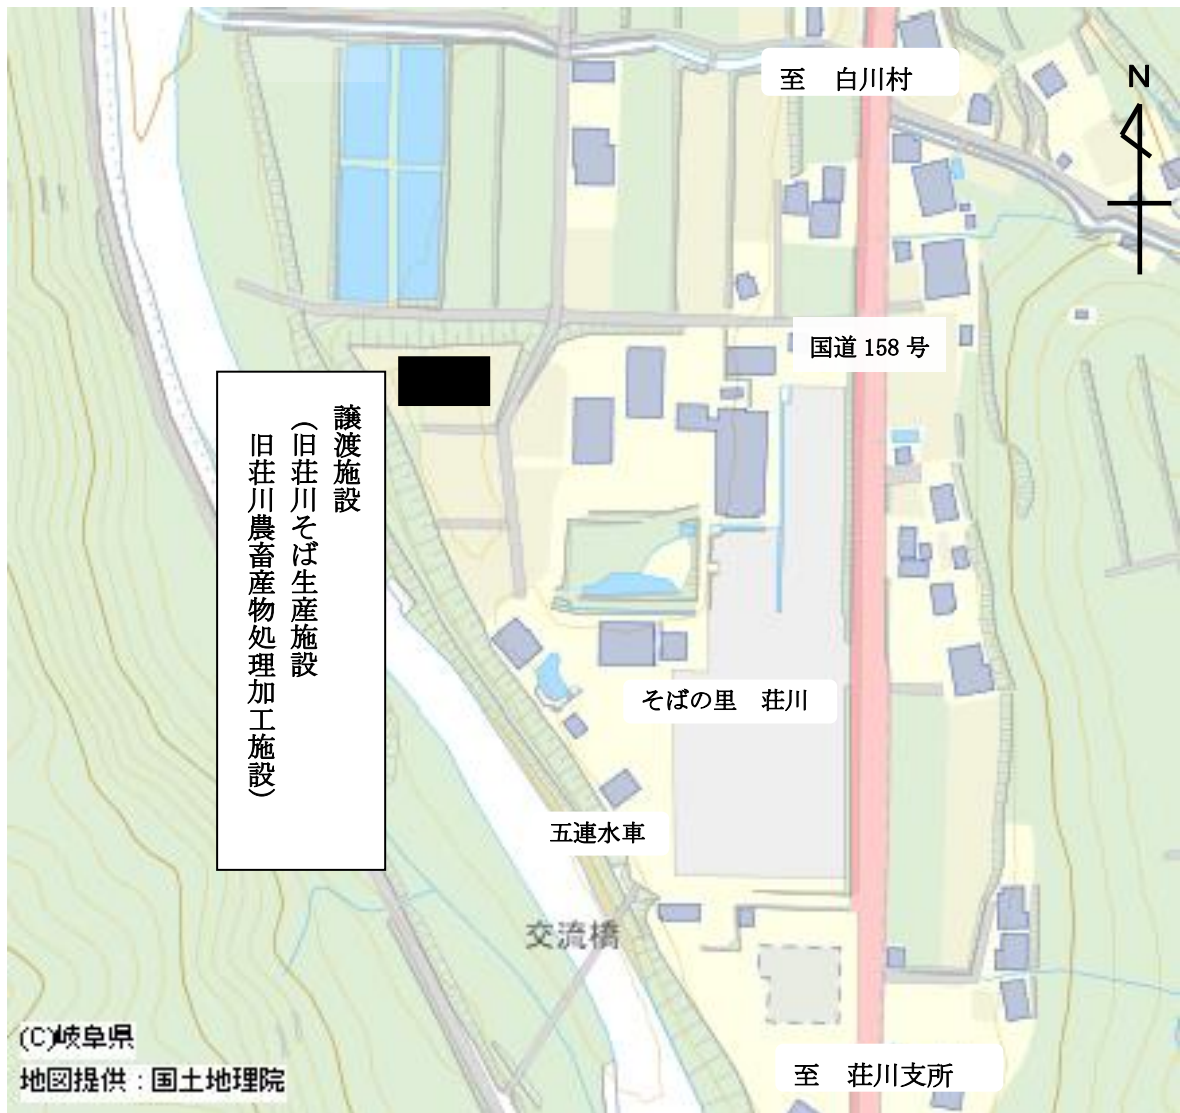 至 白川村
N
国道158号
譲渡施設
(旧荘川そば生産施設
旧荘川農畜産物処理加工施設)
そばの里 荘川
五連水車
交流橋
(C)岐阜県
地図提供:国土地理院
至 荘川支所